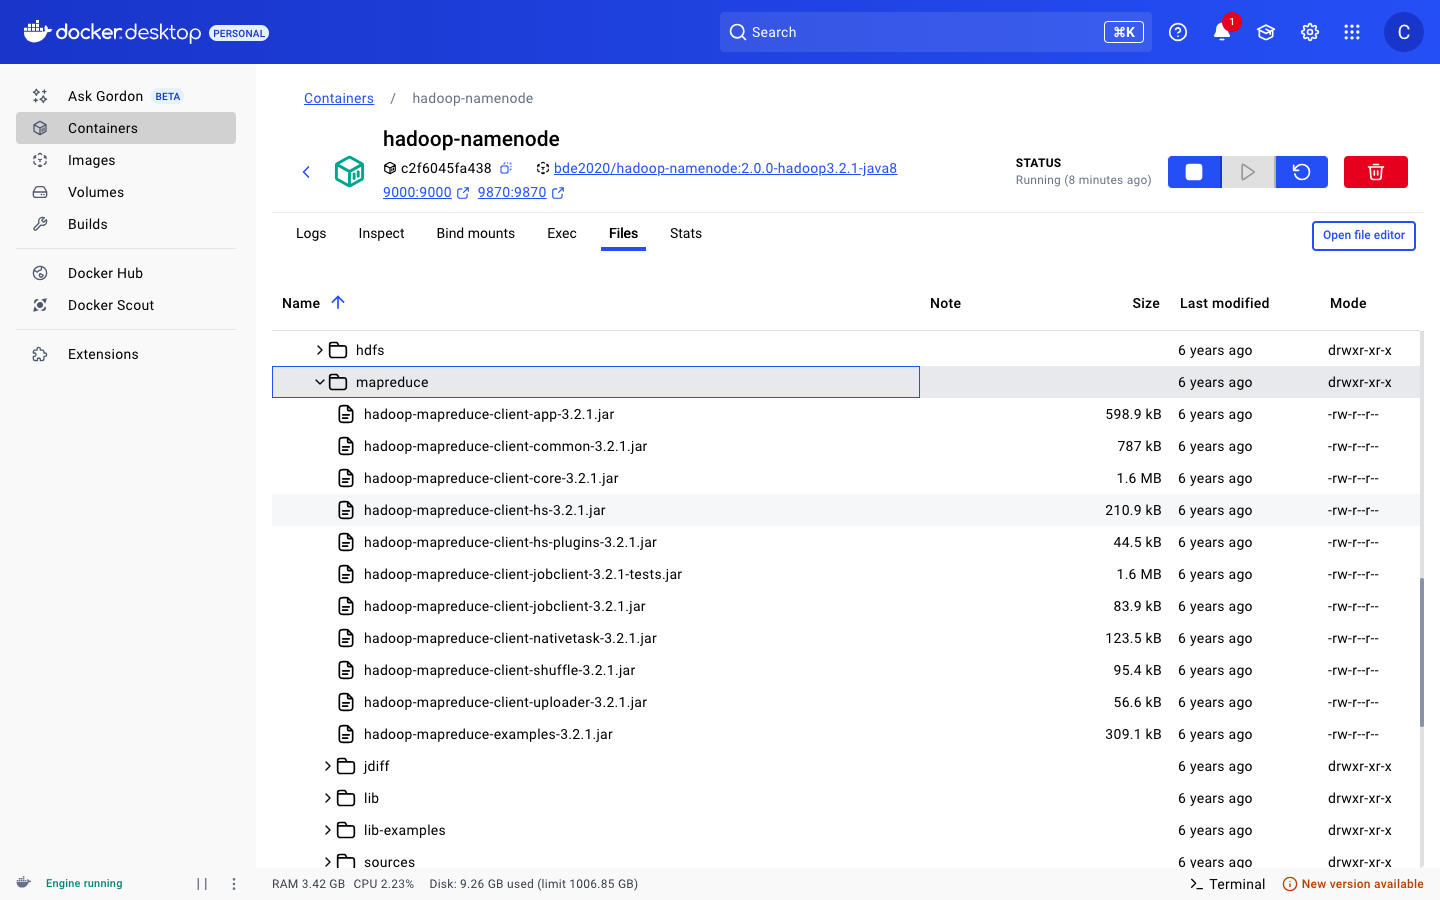 docker.desktop PERSONAL
Search
⌘K
1
C
Ask Gordon BETA
Containers
Images
Volumes
Builds
Docker Hub
Docker Scout
Extensions
Containers / hadoop-namenode
hadoop-namenode
c2f6045fa438 bde2020/hadoop-namenode:2.0.0-hadoop3.2.1-java8
9000:9000 9870:9870
STATUS
Running (8 minutes ago)
Logs Inspect Bind mounts Exec Files Stats
Open file editor
Name Note Size Last modified Mode
hdfs 6 years ago drwxr-xr-x
mapreduce 6 years ago drwxr-xr-x
hadoop-mapreduce-client-app-3.2.1.jar 598.9 kB 6 years ago -rw-r--r--
hadoop-mapreduce-client-common-3.2.1.jar 787 kB 6 years ago -rw-r--r--
hadoop-mapreduce-client-core-3.2.1.jar 1.6 MB 6 years ago -rw-r--r--
hadoop-mapreduce-client-hs-3.2.1.jar 210.9 kB 6 years ago -rw-r--r--
hadoop-mapreduce-client-hs-plugins-3.2.1.jar 44.5 kB 6 years ago -rw-r--r--
hadoop-mapreduce-client-jobclient-3.2.1-tests.jar 1.6 MB 6 years ago -rw-r--r--
hadoop-mapreduce-client-jobclient-3.2.1.jar 83.9 kB 6 years ago -rw-r--r--
hadoop-mapreduce-client-nativetask-3.2.1.jar 123.5 kB 6 years ago -rw-r--r--
hadoop-mapreduce-client-shuffle-3.2.1.jar 95.4 kB 6 years ago -rw-r--r--
hadoop-mapreduce-client-uploader-3.2.1.jar 56.6 kB 6 years ago -rw-r--r--
hadoop-mapreduce-examples-3.2.1.jar 309.1 kB 6 years ago -rw-r--r--
jdiff 6 years ago drwxr-xr-x
lib 6 years ago drwxr-xr-x
lib-examples 6 years ago drwxr-xr-x
sources 6 years ago drwxr-xr-x
Engine running
RAM 3.42 GB CPU 2.23% Disk: 9.26 GB used (limit 1006.85 GB)
Terminal
New version available